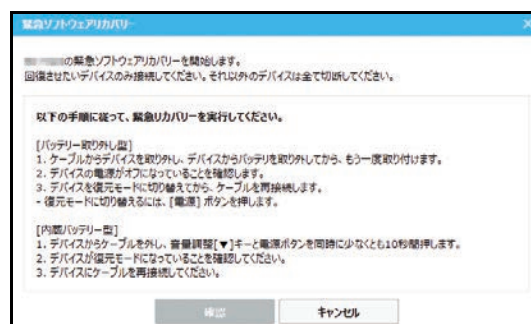 緊急ソフトウェアリカバリー
の緊急ソフトウェアリカバリーを開始します。
回復させたいデバイスのみ接続してください。それ以外のデバイスは全て切断してください。
以下の手順に従って、緊急リカバリーを実行してください。
[バッテリー取り外し型]
1. ケーブルからデバイスを取り外し、デバイスからバッテリを取り外してから、もう一度取り付けます。
2. デバイスの電源がオフになっていることを確認します。
3. デバイスを復元モードに切り替えてから、ケーブルを再接続します。
- 復元モードに切り替えるには、[電源] ボタンを押します。
[内蔵バッテリー型]
1. デバイスからケーブルを外し、音量調整[▼]キーと電源ボタンを同時に少なくとも10秒間押します。
2. デバイスが復元モードになっていることを確認してください。
3. デバイスにケーブルを再接続してください。
確認
キャンセル